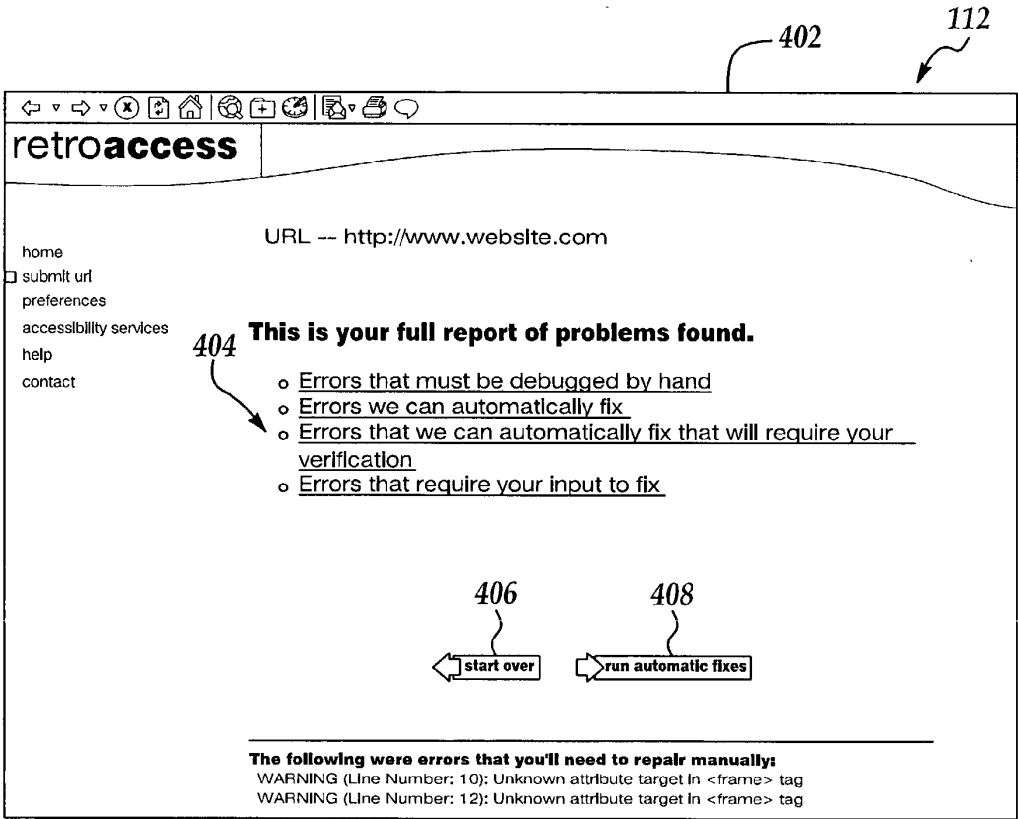 112
402
retroaccess
URL -- http://www.website.com
home
submit url
preferences
accessibility services
help
contact
404
This is your full report of problems found.
Errors that must be debugged by hand
Errors we can automatically fix
Errors that we can automatically fix that will require your
verification
Errors that require your input to fix
406
408
start over
run automatic fixes
The following were errors that you'll need to repair manually:
WARNING (Line Number: 10): Unknown attribute target in <frame> tag
WARNING (Line Number: 12): Unknown attribute target in <frame> tag